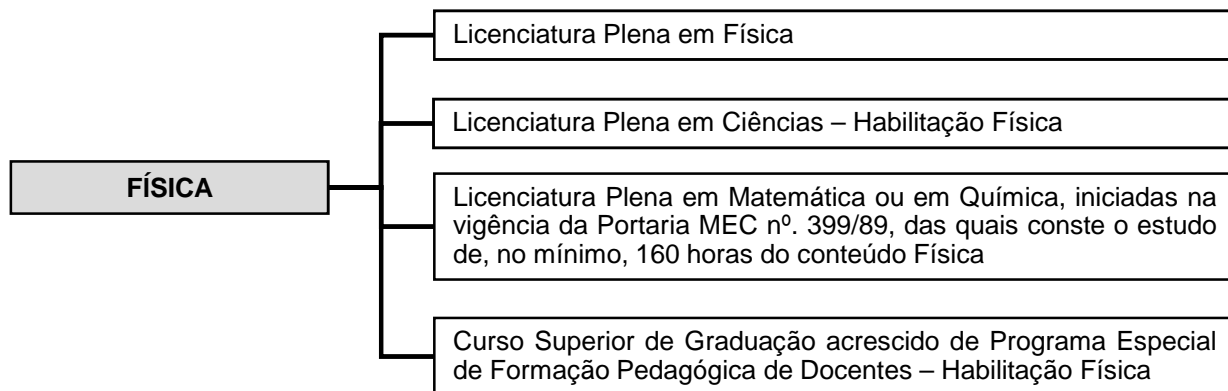 Licenciatura Plena em Física
Licenciatura Plena em Ciências – Habilitação Física
FÍSICA
Licenciatura Plena em Matemática ou em Química, iniciadas na
vigência da Portaria MEC nº. 399/89, das quais conste o estudo
de, no mínimo, 160 horas do conteúdo Física
Curso Superior de Graduação acrescido de Programa Especial
de Formação Pedagógica de Docentes – Habilitação Física